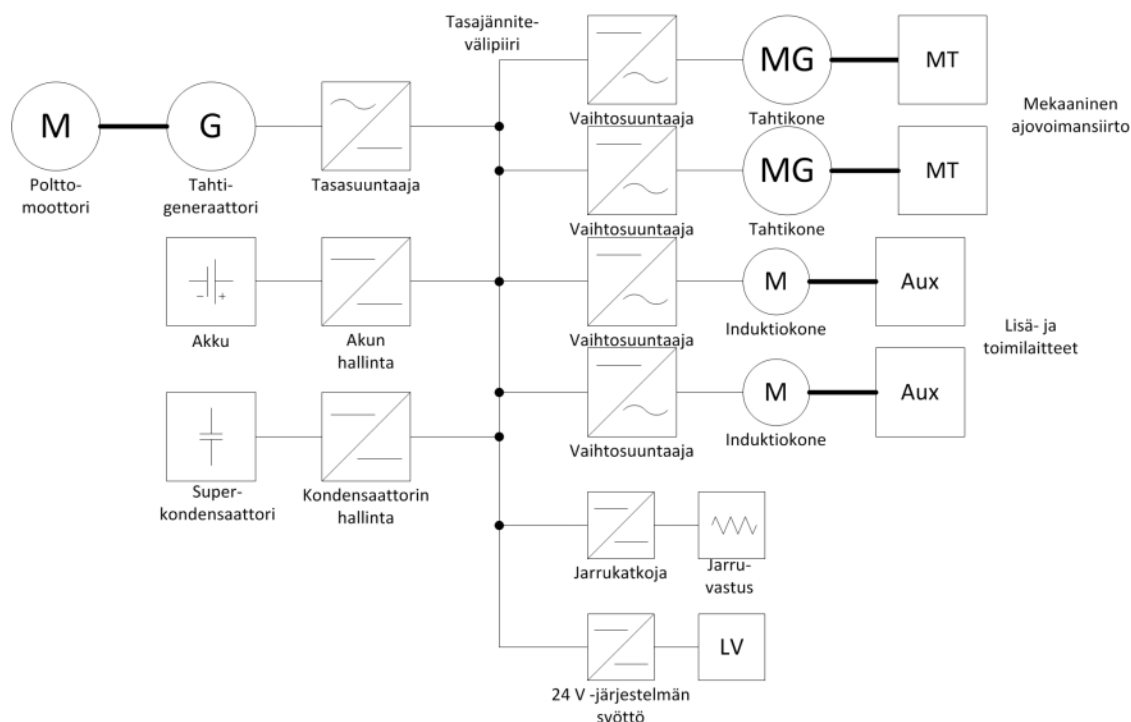 Tasajännite-
välipiiri
M
Poltto-
moottori
G
Tahti-
generaattori
Tasasuuntaaja
Akku
Akun
hallinta
Super-
kondensaattori
Kondensaattorin
hallinta
Vaihtosuuntaaja
MG
Tahtikone
MT
Vaihtosuuntaaja
MG
Tahtikone
MT
Mekaaninen
ajovoimansiirto
Vaihtosuuntaaja
M
Induktiokone
Aux
Vaihtosuuntaaja
M
Induktiokone
Aux
Lisä- ja
toimilaitteet
Jarrukatkoja
Jarru-
vastus
24 V -järjestelmän
syöttö
LV